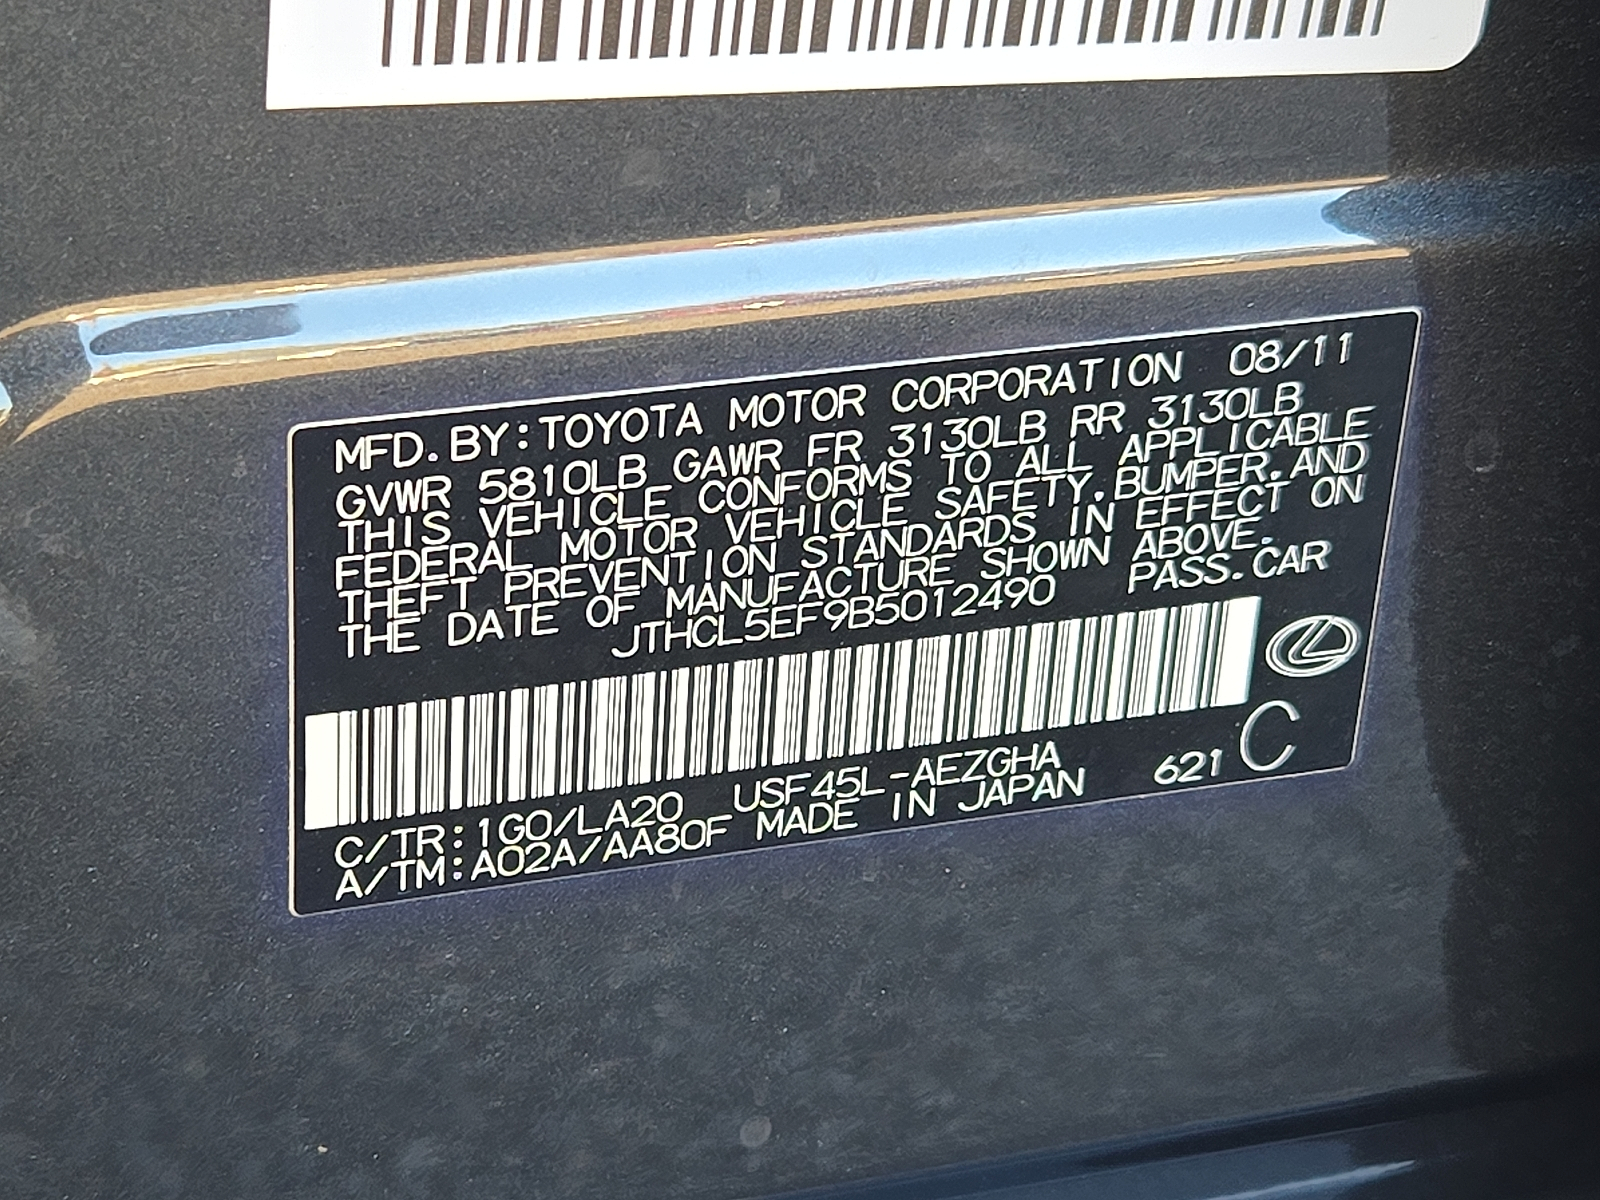 MFD. BY: TOYOTA MOTOR CORPORATION 08/11
GVWR 5810LB GAWR FR 3130LB RR 3130LB
THIS VEHICLE CONFORMS TO ALL APPLICABLE
FEDERAL MOTOR VEHICLE SAFETY, BUMPER, AND
THEFT PREVENTION STANDARDS IN EFFECT ON
THE DATE OF MANUFACTURE SHOWN ABOVE.
JTHCL5EF9B5012490 PASS. CAR
C/TR: 1G0/LA20 USF45L-AEZGHA 621 C
A/TM: A02A/AA80F MADE IN JAPAN